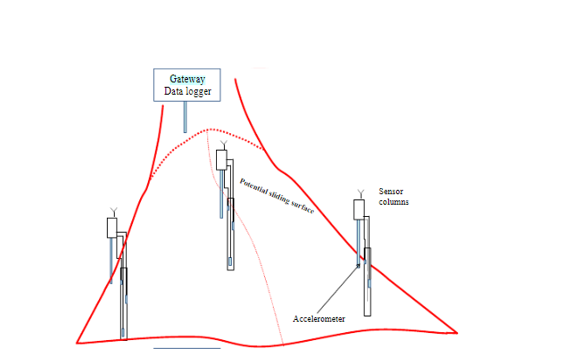 Gateway
Data logger
Potential sliding surface
Sensor
columns
Accelerometer